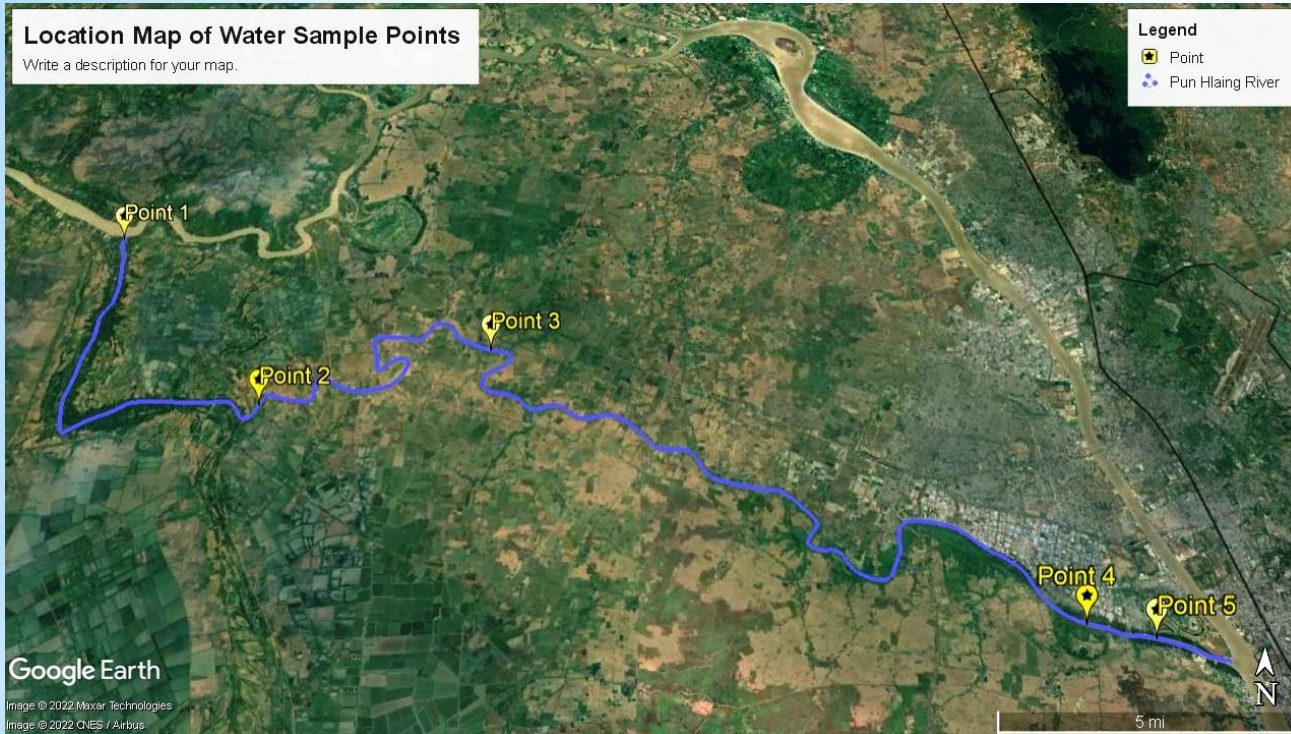 Location Map of Water Sample Points
Write a description for your map.
Legend
Point
Pun Hlaing River
Point 1
Point 3
Point 2
Point 4
Point 5
Google Earth
Image © 2022 Maxar Technologies
Image © 2022 CNES / Airbus
N
5 mi